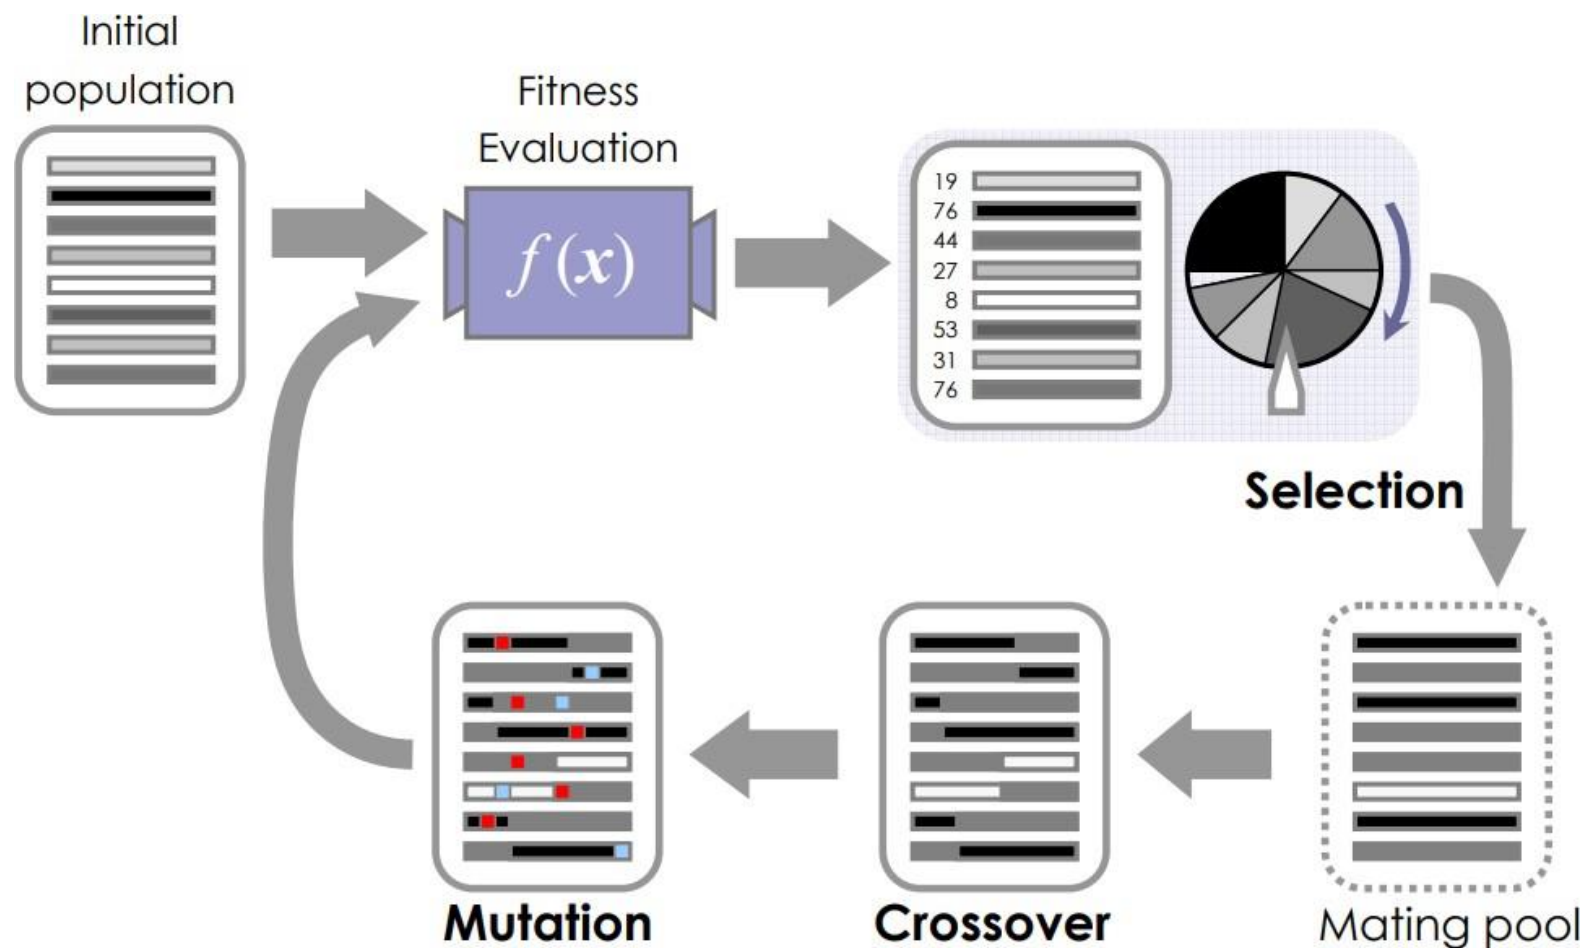 Initial
population
Fitness
Evaluation
f(x)
19
76
44
27
8
53
31
76
Selection
Mutation
Crossover
Mating pool